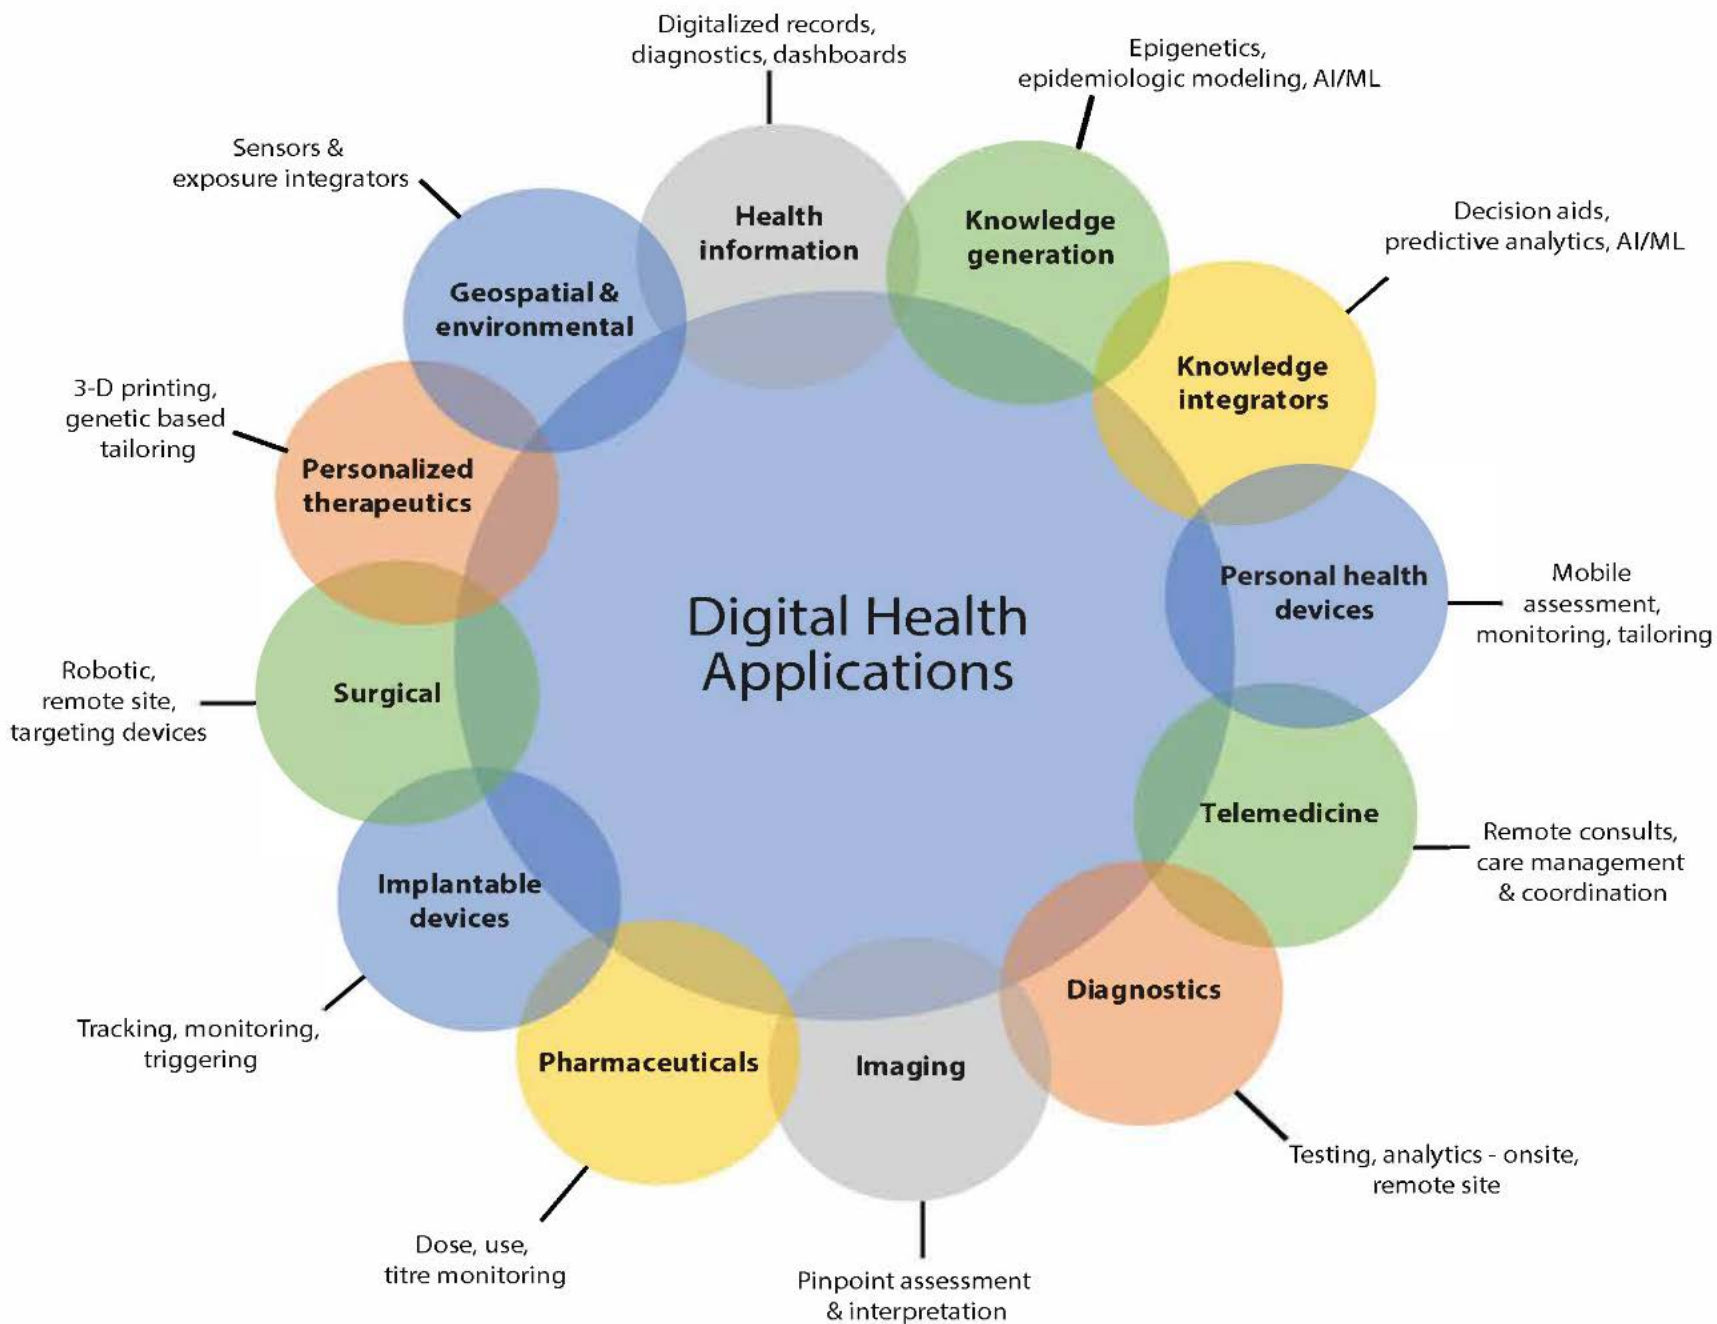 Digitalized records,
diagnostics, dashboards
Epigenetics,
epidemiologic modeling, AI/ML
Sensors &
exposure integrators
Decision aids,
predictive analytics, AI/ML
Health
information
Knowledge
generation
Geospatial &
environmental
Knowledge
integrators
3-D printing,
genetic based
tailoring
Personalized
therapeutics
Personal health
devices
Mobile
assessment,
monitoring, tailoring
Digital Health
Applications
Robotic,
remote site,
targeting devices
Surgical
Telemedicine
Remote consults,
care management
& coordination
Implantable
devices
Diagnostics
Tracking, monitoring,
triggering
Pharmaceuticals
Imaging
Testing, analytics - onsite,
remote site
Dose, use,
titre monitoring
Pinpoint assessment
& interpretation